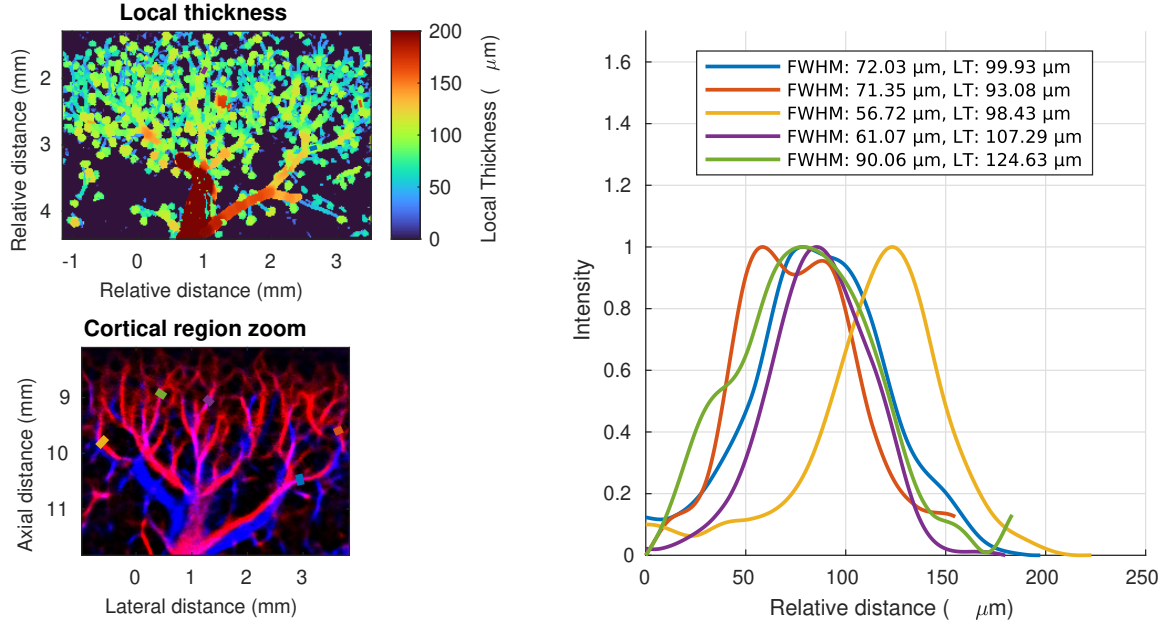 Local thickness
Relative distance (mm)
2
3
4
-1
0
1
2
3
Relative distance (mm)
200
150
100
50
0
Local Thickness ( μm)
Cortical region zoom
Axial distance (mm)
9
10
11
0
1
2
3
Lateral distance (mm)
FWHM: 72.03 μm, LT: 99.93 μm
FWHM: 71.35 μm, LT: 93.08 μm
FWHM: 56.72 μm, LT: 98.43 μm
FWHM: 61.07 μm, LT: 107.29 μm
FWHM: 90.06 μm, LT: 124.63 μm
Intensity
1.6
1.4
1.2
1
0.8
0.6
0.4
0.2
0
0
50
100
150
200
250
Relative distance ( μm)